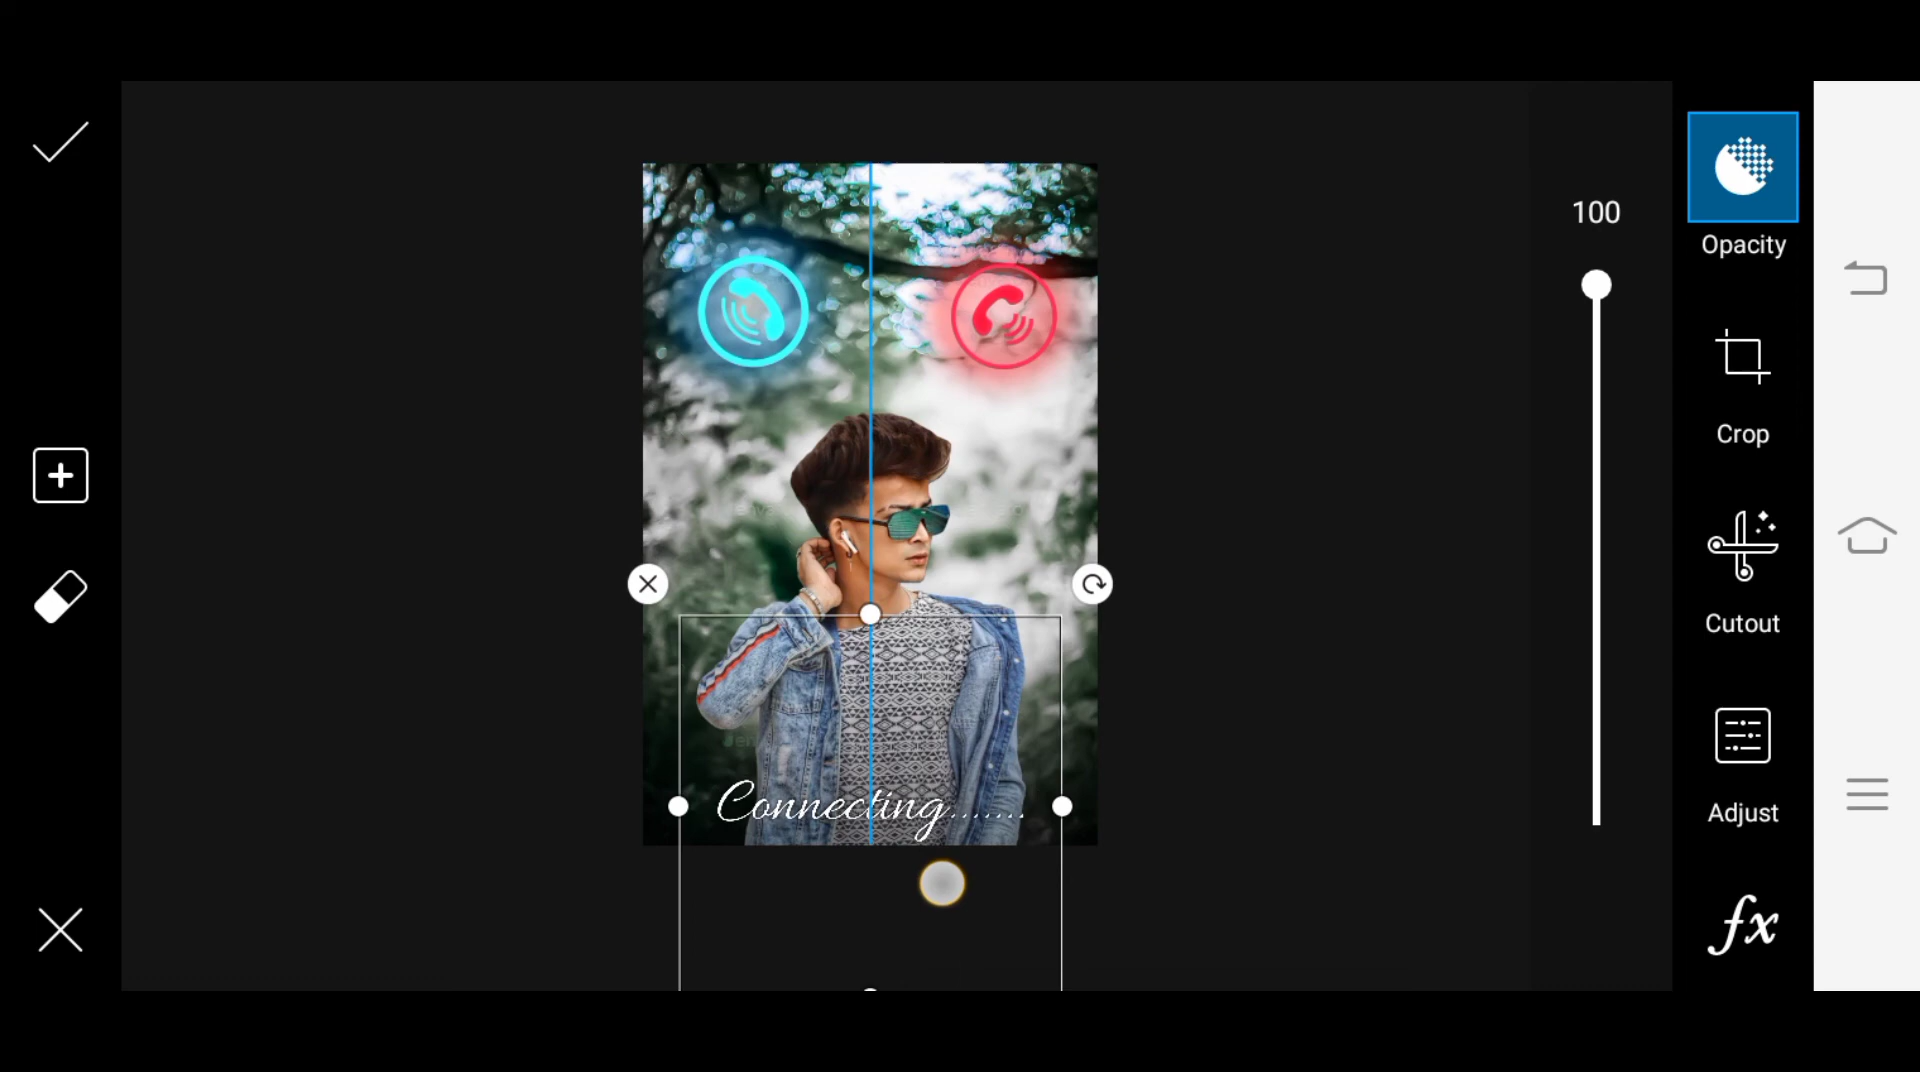 100
Opacity
Crop
Cutout
Adjust
fx
Connecting.......